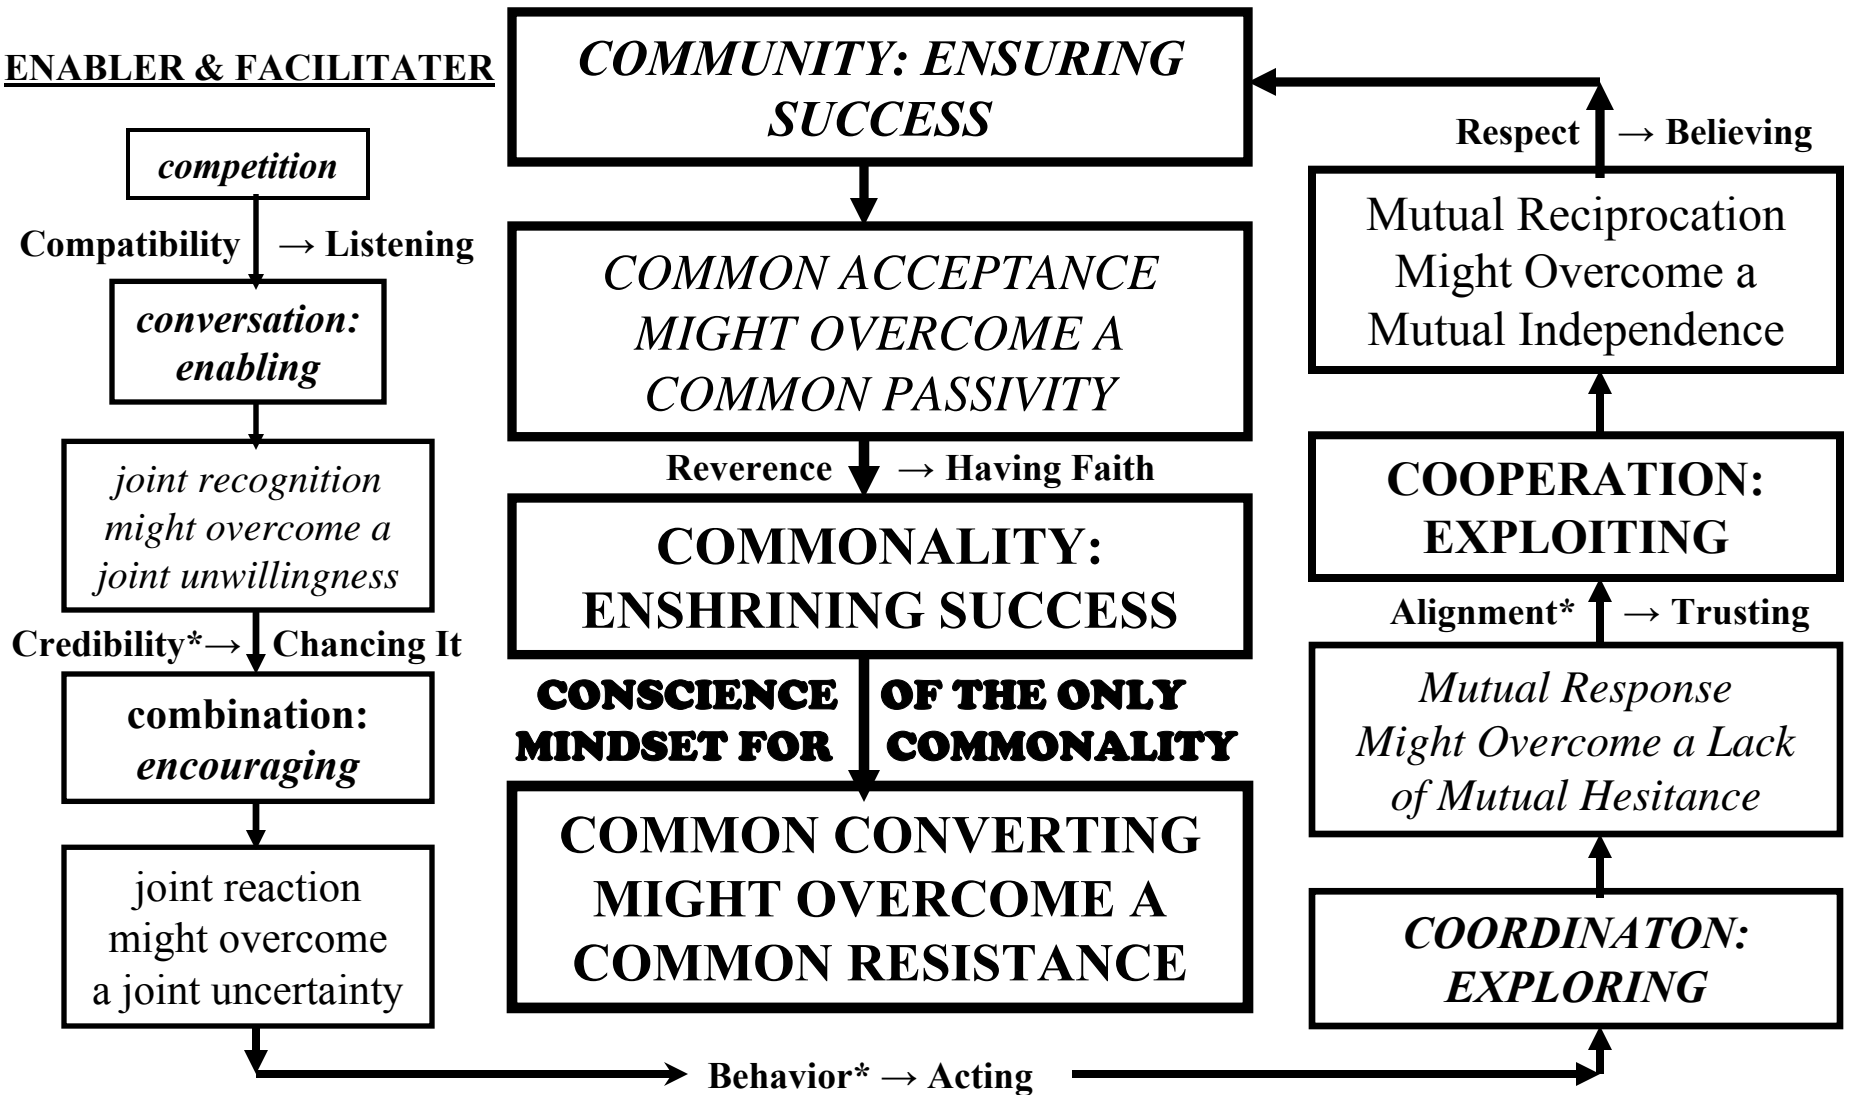 ENABLER & FACILITATER
competition
Compatibility → Listening
conversation:
enabling
joint recognition
might overcome a
joint unwillingness
Credibility*→ Chancing It
combination:
encouraging
joint reaction
might overcome
a joint uncertainty
Behavior* → Acting
COORDINATON:
EXPLORING
Mutual Response
Might Overcome a Lack
of Mutual Hesitance
Alignment* → Trusting
COOPERATION:
EXPLOITING
Mutual Reciprocation
Might Overcome a
Mutual Independence
Respect → Believing
COMMUNITY: ENSURING
SUCCESS
COMMON ACCEPTANCE
MIGHT OVERCOME A
COMMON PASSIVITY
Reverence → Having Faith
COMMONALITY:
ENSHRINING SUCCESS
CONSCIENCE OF THE ONLY
MINDSET FOR COMMONALITY
COMMON CONVERTING
MIGHT OVERCOME A
COMMON RESISTANCE